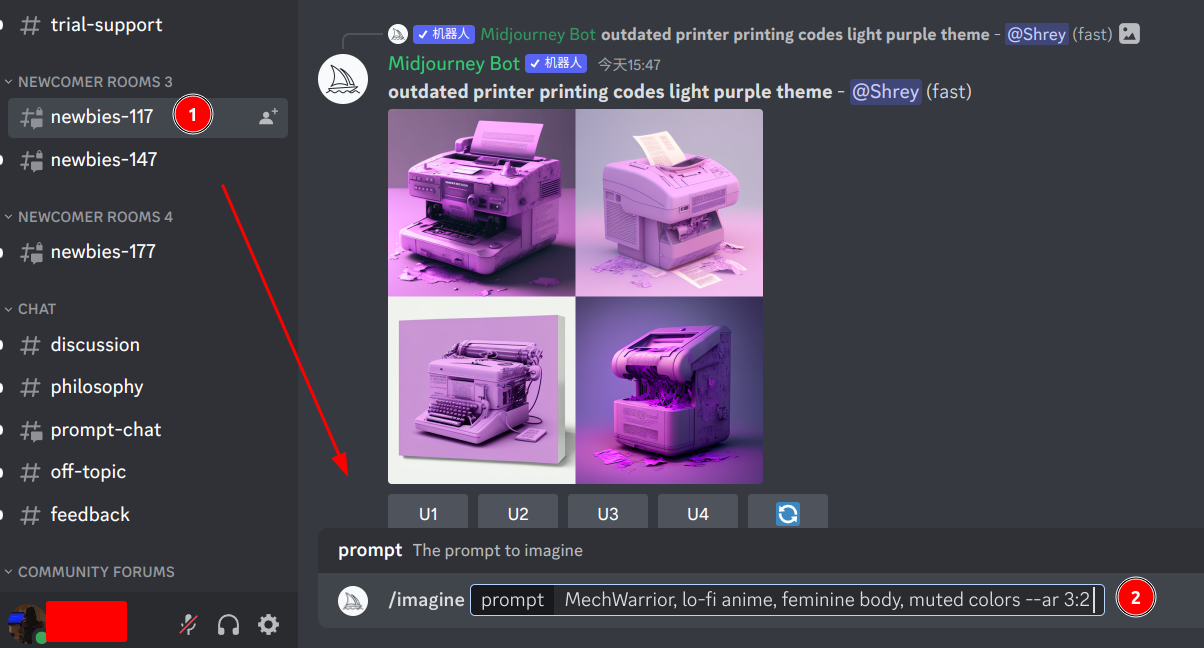 trial-support
NEWCOMER ROOMS 3
newbies-117
1
newbies-147
NEWCOMER ROOMS 4
newbies-177
CHAT
discussion
philosophy
prompt-chat
off-topic
feedback
COMMUNITY FORUMS
✓ 机器人 Midjourney Bot outdated printer printing codes light purple theme - @Shrey (fast)
Midjourney Bot ✓ 机器人 今天15:47
outdated printer printing codes light purple theme - @Shrey (fast)
U1 U2 U3 U4
prompt The prompt to imagine
/imagine prompt MechWarrior, lo-fi anime, feminine body, muted colors --ar 3:2
2